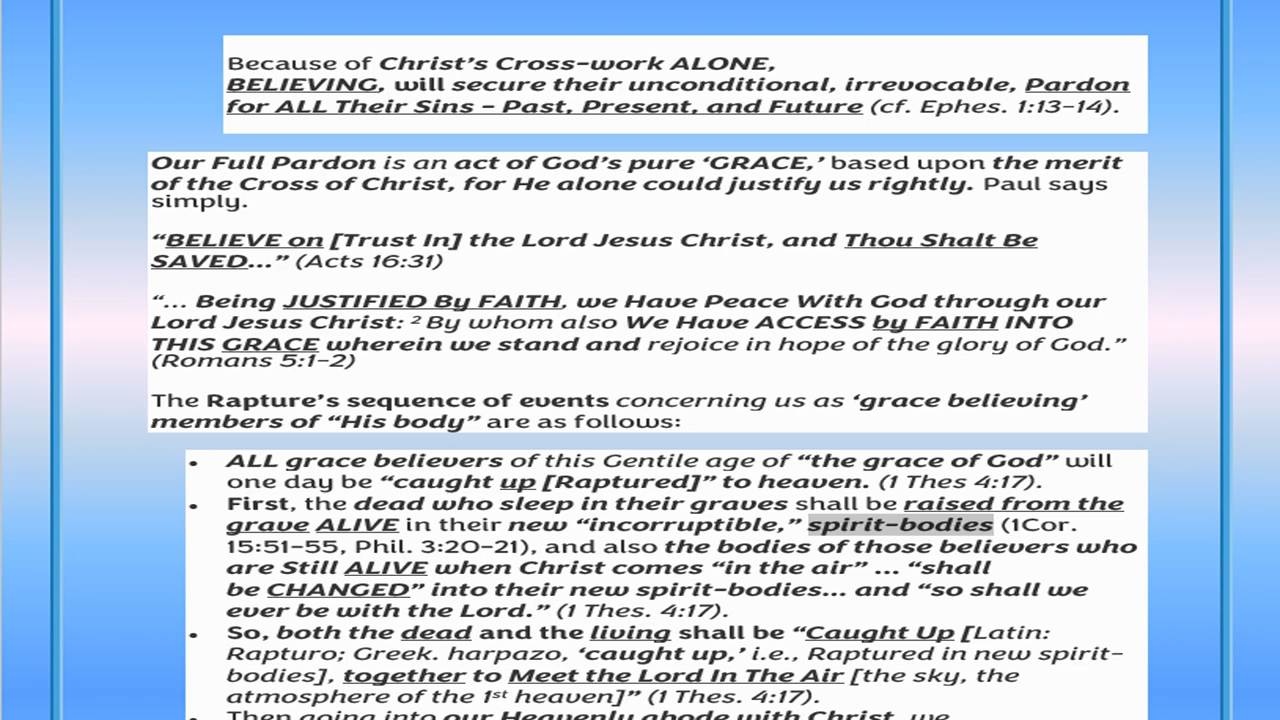 Because of Christ's Cross-work ALONE,
BELIEVING, will secure their unconditional, irrevocable, Pardon
for ALL Their Sins – Past, Present, and Future (cf. Ephes. 1:13-14).
Our Full Pardon is an act of God's pure 'GRACE,' based upon the merit
of the Cross of Christ, for He alone could justify us rightly. Paul says
simply.
“BELIEVE on [Trust In] the Lord Jesus Christ, and Thou Shalt Be
SAVED…” (Acts 16:31)
“… Being JUSTIFIED By FAITH, we Have Peace With God through our
Lord Jesus Christ: ² By whom also We Have ACCESS by FAITH INTO
THIS GRACE wherein we stand and rejoice in hope of the glory of God.”
(Romans 5:1-2)
The Rapture's sequence of events concerning us as 'grace believing'
members of “His body” are as follows:
• ALL grace believers of this Gentile age of “the grace of God” will
one day be “caught up [Raptured]” to heaven. (1 Thes 4:17).
• First, the dead who sleep in their graves shall be raised from the
grave ALIVE in their new “incorruptible,” spirit-bodies (1Cor.
15:51-55, Phil. 3:20-21), and also the bodies of those believers who
are Still ALIVE when Christ comes “in the air” … “shall
be CHANGED” into their new spirit-bodies… and “so shall we
ever be with the Lord.” (1 Thes. 4:17).
• So, both the dead and the living shall be “Caught Up [Latin:
Rapturo; Greek. harpazo, 'caught up,' i.e., Raptured in new spirit-
bodies], together to Meet the Lord In The Air [the sky, the
atmosphere of the 1st heaven]” (1 Thes. 4:17).
• Then going into our Heavenly abode with Christ, we